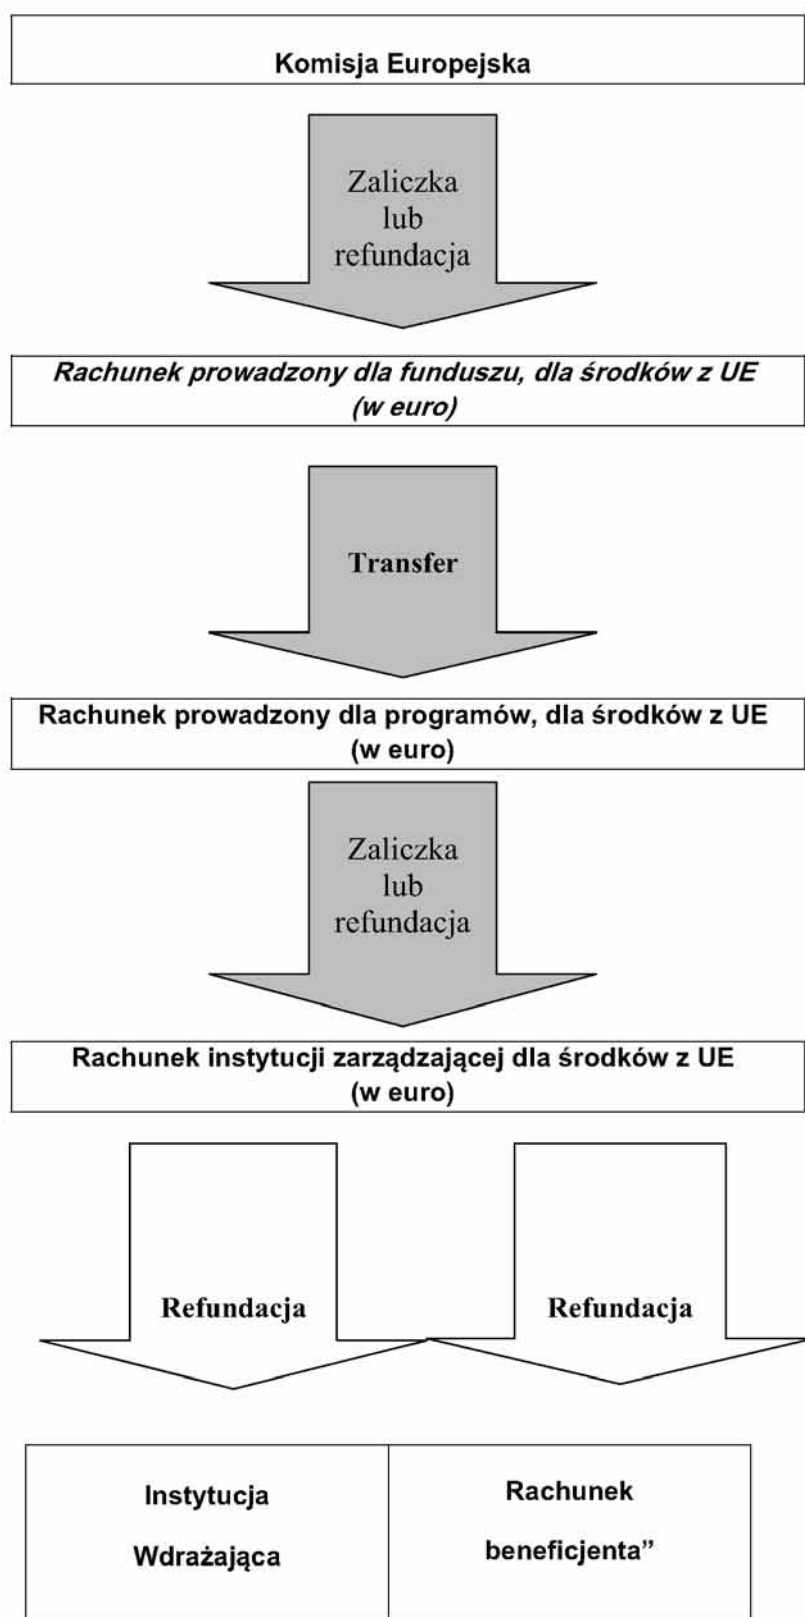 Komisja Europejska
Zaliczka
lub
refundacja
Rachunek prowadzony dla funduszu, dla środków z UE
(w euro)
Transfer
Rachunek prowadzony dla programów, dla środków z UE
(w euro)
Zaliczka
lub
refundacja
Rachunek instytucji zarządzającej dla środków z UE
(w euro)
Refundacja
Refundacja
Instytucja
Wdrażająca
Rachunek
beneficjenta”